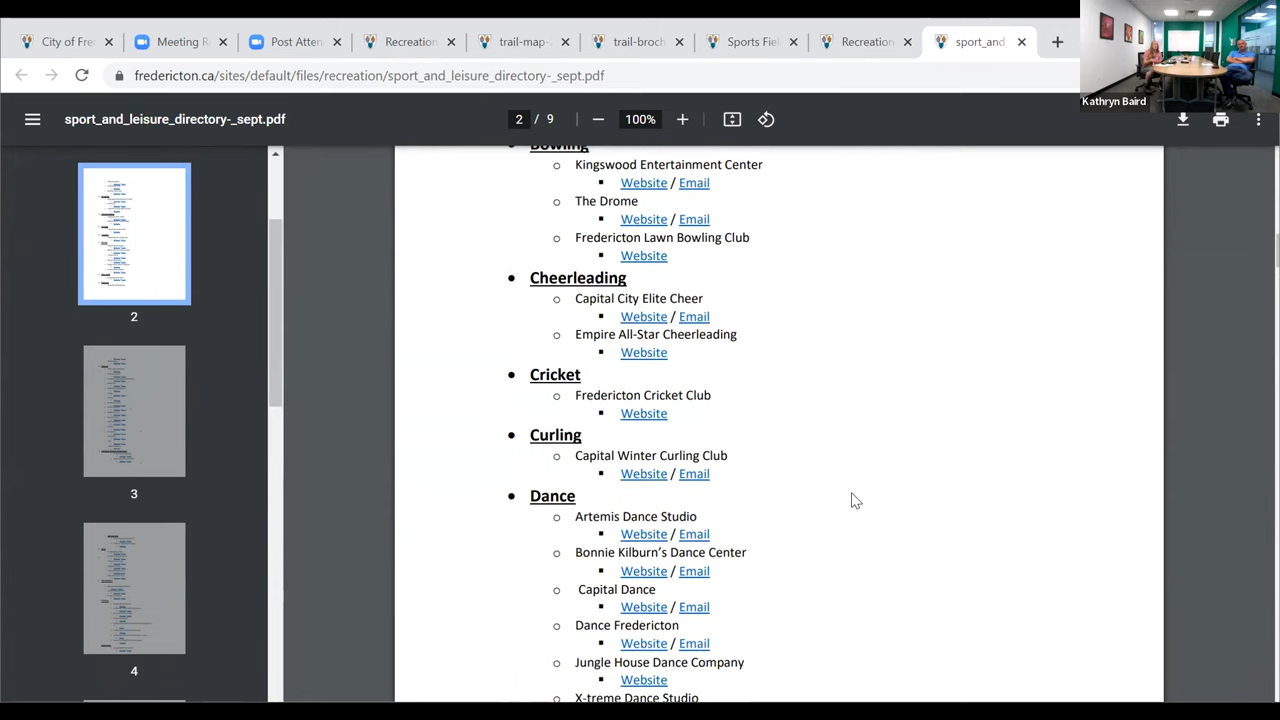 City of Fre
Meeting R
Post Atten
Recreation
trail-map-
trail-broch
Sports Fiel
Recreation
sport_and_
fredericton.ca/sites/default/files/recreation/sport_and_leisure_directory-_sept.pdf
Kathryn Baird
sport_and_leisure_directory-_sept.pdf
2 / 9
100%
Bowling
Kingswood Entertainment Center
Website / Email
The Drome
Website / Email
Fredericton Lawn Bowling Club
Website
Cheerleading
Capital City Elite Cheer
Website / Email
Empire All-Star Cheerleading
Website
Cricket
Fredericton Cricket Club
Website
Curling
Capital Winter Curling Club
Website / Email
Dance
Artemis Dance Studio
Website / Email
Bonnie Kilburn’s Dance Center
Website / Email
Capital Dance
Website / Email
Dance Fredericton
Website / Email
Jungle House Dance Company
Website
X-treme Dance Studio
2
3
4